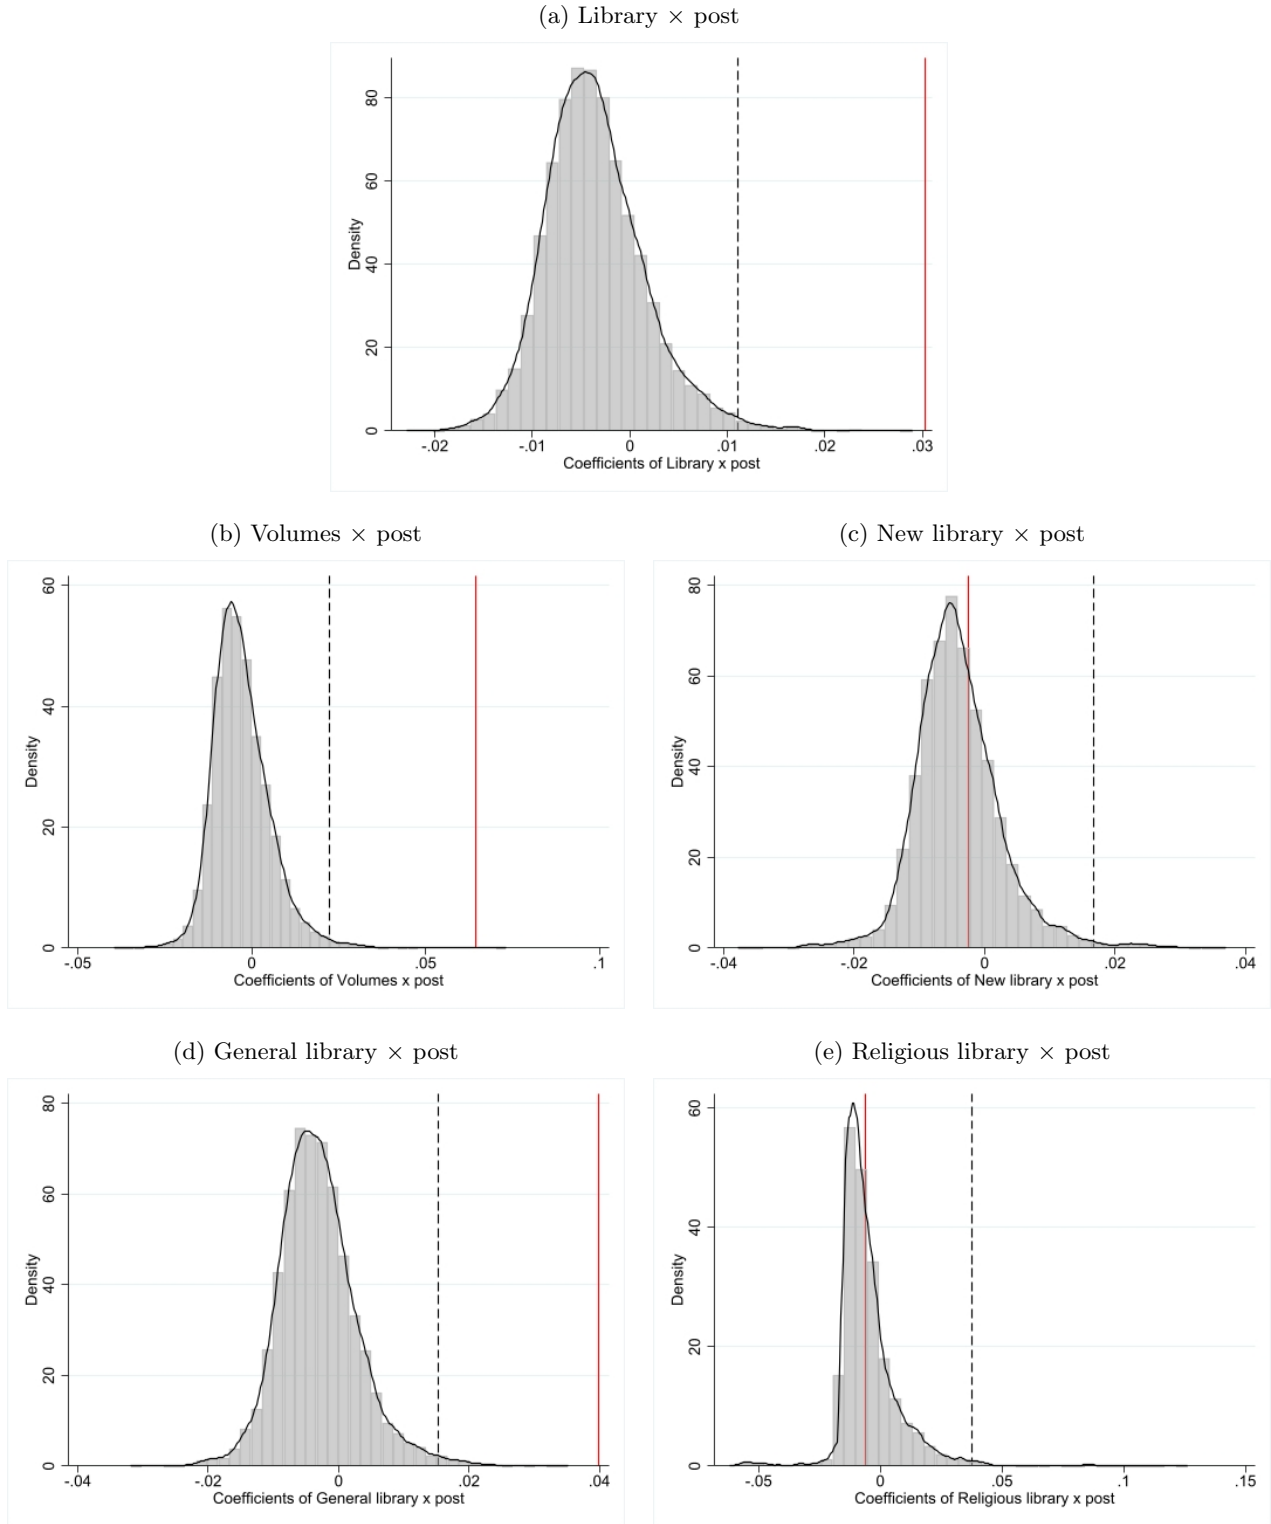 (a) Library × post
Density
80
60
40
20
0
-.02 -.01 0 .01 .02 .03
Coefficients of Library x post
(b) Volumes × post
Density
60
40
20
0
-.05 0 .05 .1
Coefficients of Volumes x post
(c) New library × post
Density
80
60
40
20
0
-.04 -.02 0 .02 .04
Coefficients of New library x post
(d) General library × post
Density
80
60
40
20
0
-.04 -.02 0 .02 .04
Coefficients of General library x post
(e) Religious library × post
Density
60
40
20
0
-.05 0 .05 .1 .15
Coefficients of Religious library x post